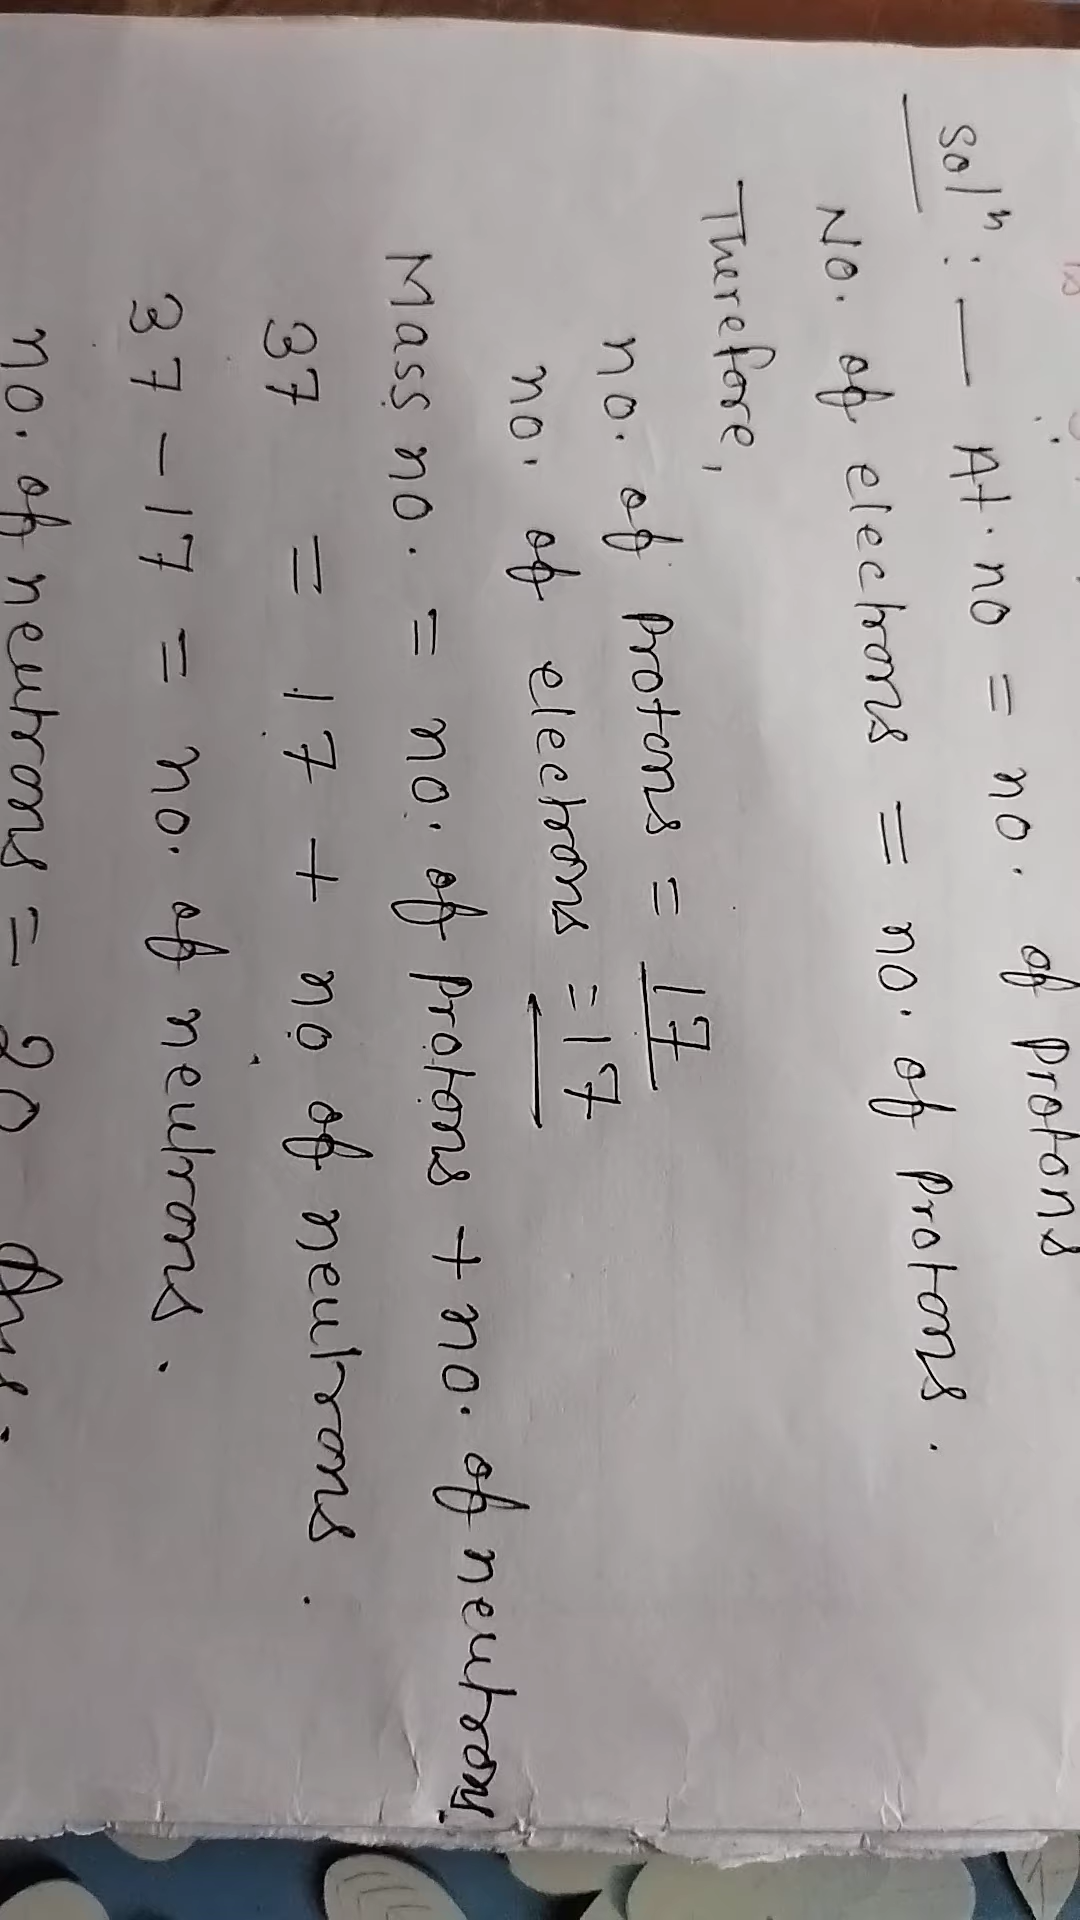 Solⁿ : — At. no = no. of protons
No. of electrons = no. of protons.
Therefore,
no. of protons = 17
no. of electrons = 17
Mass no. = no. of protons + no. of neutrons
37 = 17 + no of neutrons.
37 - 17 = no. of neutrons.
no. of neutrons = 20 Ans.